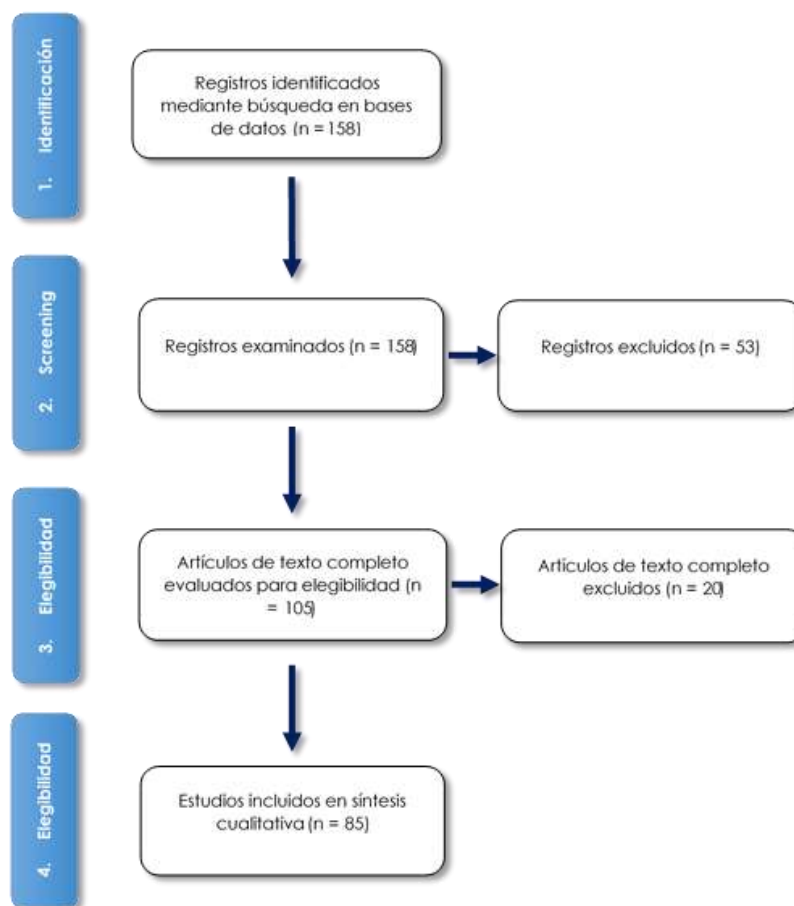 1. Identificación
Registros identificados
mediante búsqueda en bases
de datos (n = 158)
2. Screening
Registros examinados (n = 158)
Registros excluidos (n = 53)
3. Elegibilidad
Artículos de texto completo
evaluados para elegibilidad (n
= 105)
Artículos de texto completo
excluidos (n = 20)
4. Elegibilidad
Estudios incluidos en síntesis
cualitativa (n = 85)